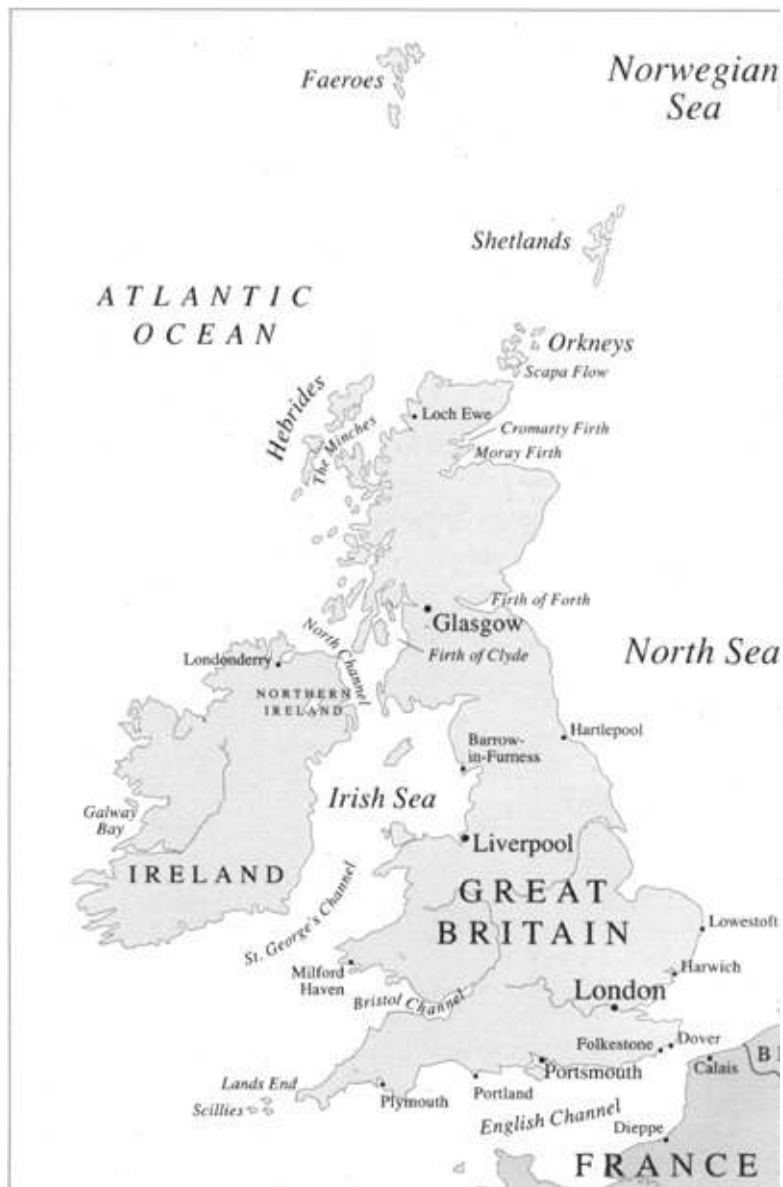 Faeroes
Norwegian
Sea
Shetlands
ATLANTIC
OCEAN
Orkneys
Scapa Flow
Hebrides
The Minches
Loch Ewe
Cromarty Firth
Moray Firth
Firth of Forth
Glasgow
North Channel
Firth of Clyde
Londonderry
North Sea
NORTHERN
IRELAND
Hartlepool
Barrow-
in-Furness
Irish Sea
Galway
Bay
Liverpool
IRELAND
GREAT
BRITAIN
St. George's Channel
Lowestoft
Milford
Haven
Harwich
Bristol Channel
London
Folkestone
Dover
BE
Calais
Portsmouth
Lands End
Scillies
Plymouth
Portland
English Channel
Dieppe
FRANCE